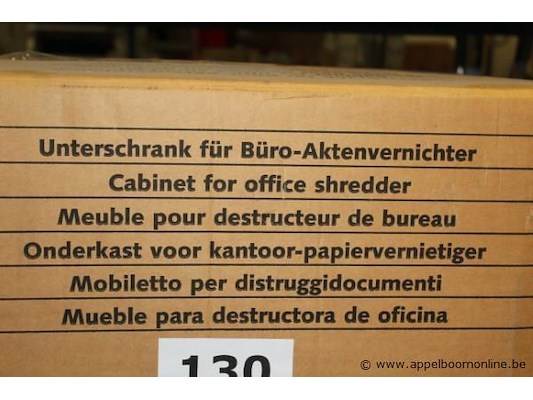 Unterschrank für Büro-Aktenvernichter
Cabinet for office shredder
Meuble pour destructeur de bureau
Onderkast voor kantoor-papiervernietiger
Mobiletto per distruggidocumenti
Mueble para destructora de oficina
130
© www.appelboomonline.be